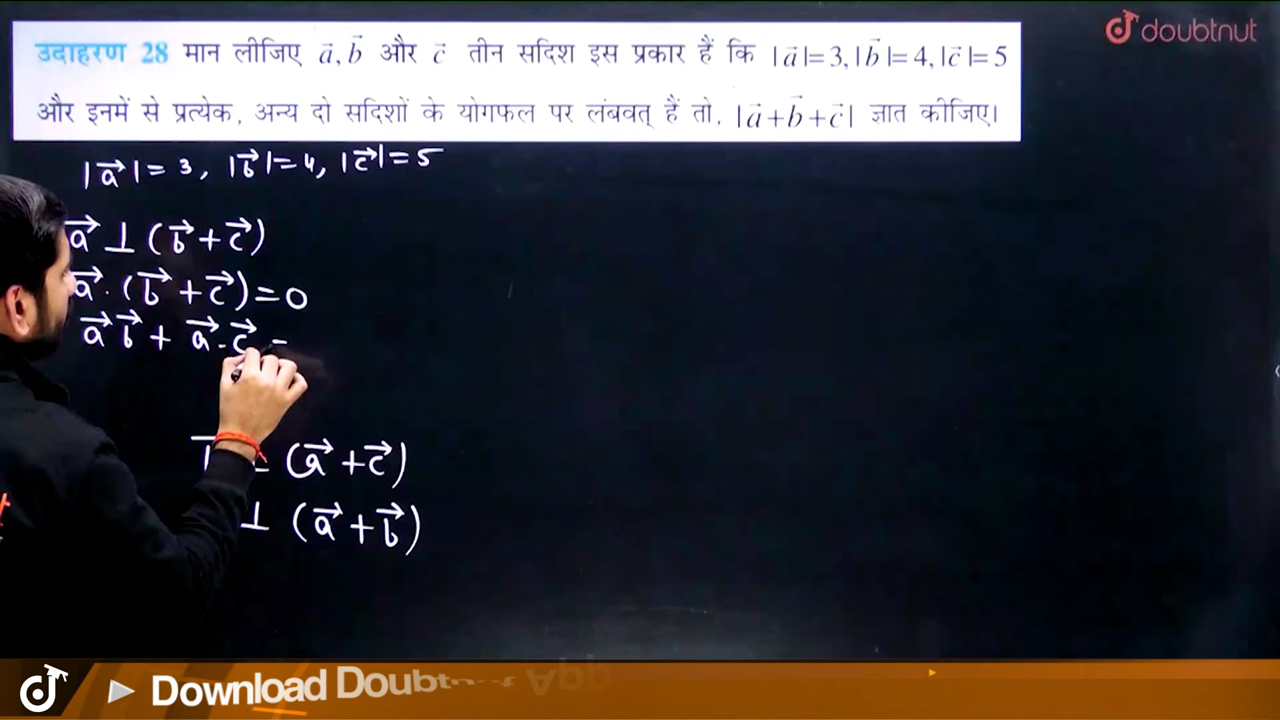 उदाहरण 28 मान लीजिए a⃗, b⃗ और c⃗ तीन सदिश इस प्रकार हैं कि |a⃗|=3, |b⃗|=4, |c⃗|=5
और इनमें से प्रत्येक, अन्य दो सदिशों के योगफल पर लंबवत् हैं तो, |a⃗+b⃗+c⃗| ज्ञात कीजिए।
doubtnut
|a⃗|=3, |b⃗|=4, |c⃗|=5
a⃗ ⊥ (b⃗+c⃗)
a⃗·(b⃗+c⃗)=0
a⃗ b⃗ + a⃗·c⃗ =
(a⃗+c⃗)
⊥ (a⃗+b⃗)
Download Doubtnut